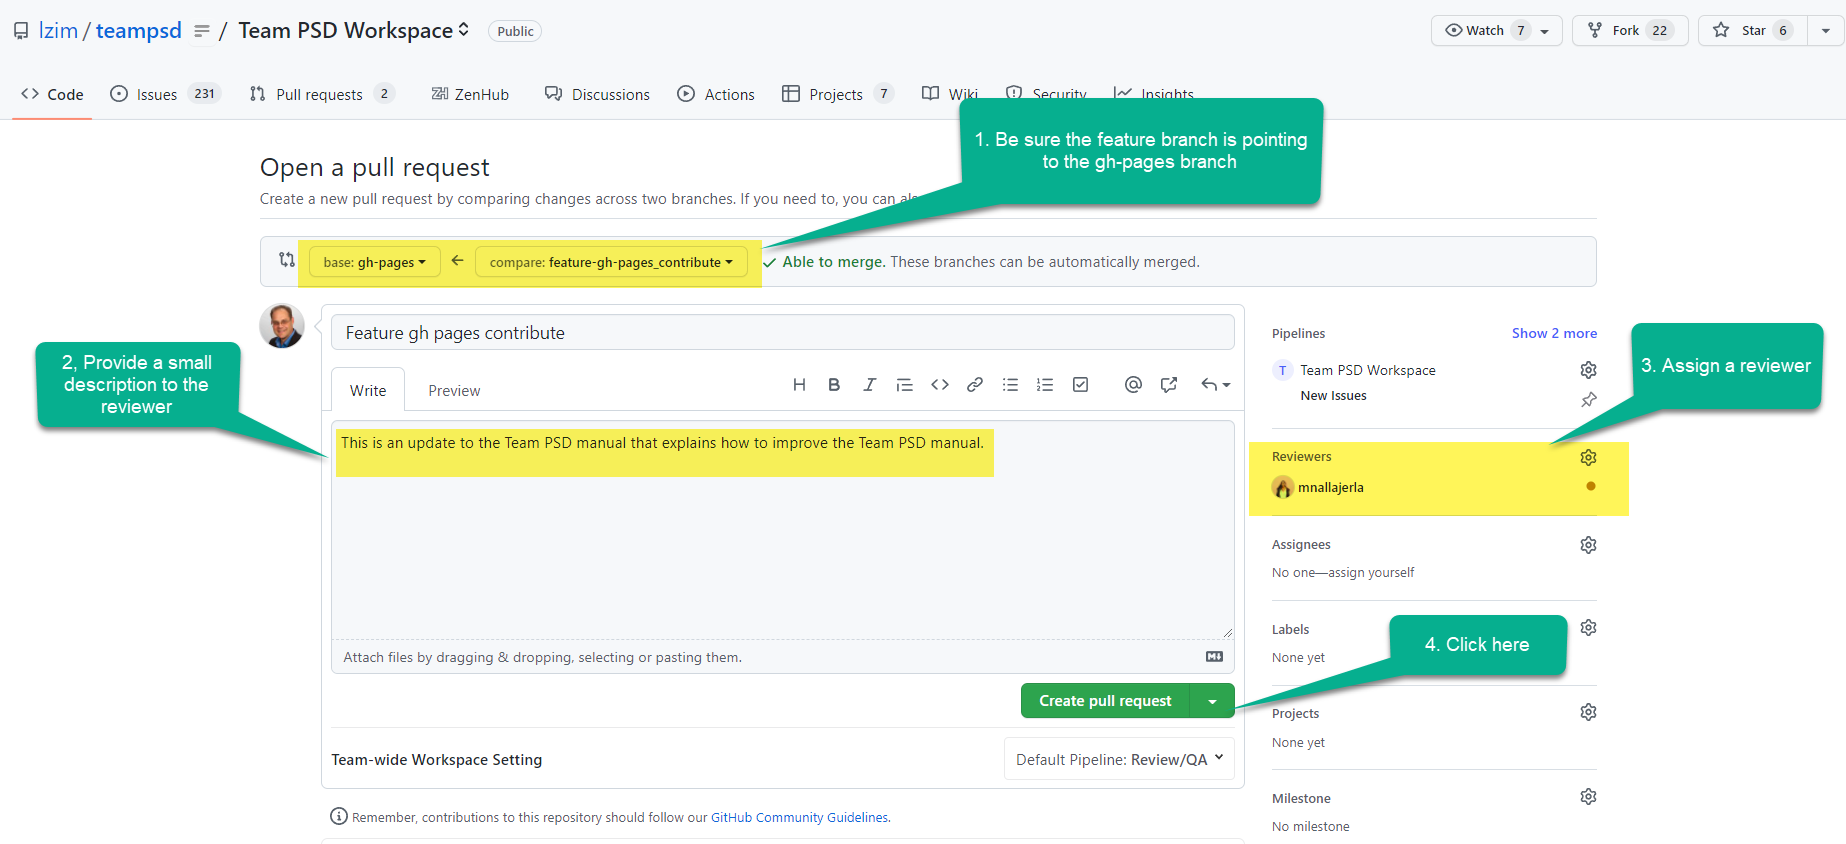 lzim / teampsd / Team PSD Workspace Public
Watch 7 Fork 22 Star 6
Code Issues 231 Pull requests 2 ZenHub Discussions Actions Projects 7 Wiki Security Insights
1. Be sure the feature branch is pointing
to the gh-pages branch
Open a pull request
Create a new pull request by comparing changes across two branches. If you need to, you can
base: gh-pages compare: feature-gh-pages_contribute Able to merge. These branches can be automatically merged.
Feature gh pages contribute
2, Provide a small
description to the
reviewer
Write Preview
This is an update to the Team PSD manual that explains how to improve the Team PSD manual.
Attach files by dragging & dropping, selecting or pasting them.
Create pull request
Team-wide Workspace Setting Default Pipeline: Review/QA
Remember, contributions to this repository should follow our GitHub Community Guidelines.
Pipelines Show 2 more
T Team PSD Workspace
New Issues
3. Assign a reviewer
Reviewers
mnallajerla
Assignees
No one—assign yourself
Labels
None yet
4. Click here
Projects
None yet
Milestone
No milestone